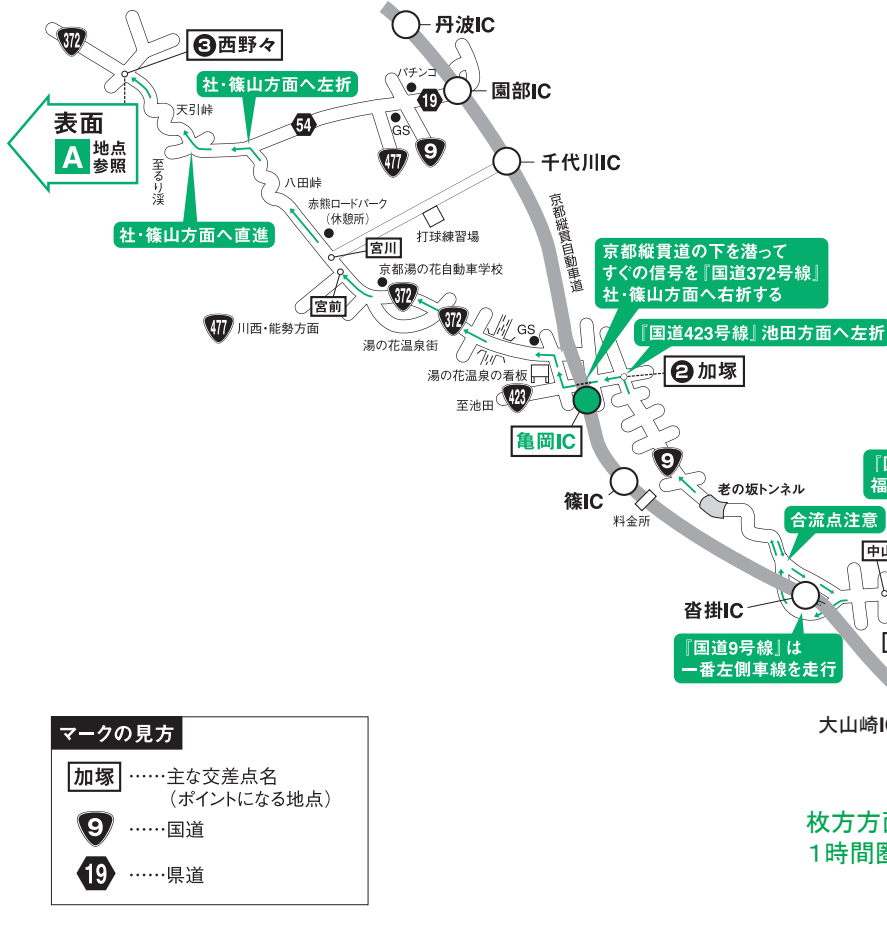 丹波IC
372
❸西野々
社・篠山方面へ左折
パチンコ
19
園部IC
天引峠
表面
A 地点
参照
54
GS
477
9
千代川IC
至るり渓
八田峠
赤熊ロードパーク
(休憩所)
打球練習場
京都縦貫自動車道
社・篠山方面へ直進
宮川
京都縦貫道の下を潜って
すぐの信号を『国道372号線』
社・篠山方面へ右折する
京都湯の花自動車学校
宮前
372
372
477
川西・能勢方面
湯の花温泉街
GS
『国道423号線』池田方面へ左折
湯の花温泉の看板
❷加塚
至池田
423
亀岡IC
9
篠IC
料金所
老の坂トンネル
『
福
合流点注意
中山
沓掛IC
『国道9号線』は
一番左側車線を走行
大山崎I
マークの見方
加塚 ……主な交差点名
(ポイントになる地点)
9 ……国道
19 ……県道
枚方方面
1時間圏